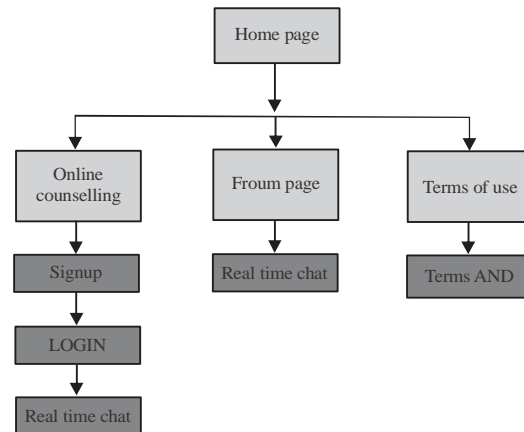 Home page
Online
counselling
Froum page
Terms of use
Signup
Real time chat
Terms AND
LOGIN
Real time chat